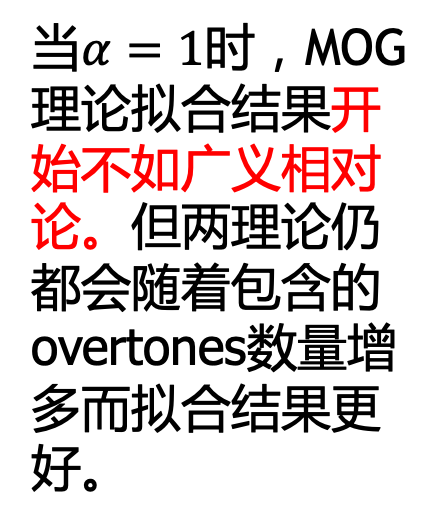 当𝛼 = 1时，MOG
理论拟合结果开
始不如广义相对
论。但两理论仍
都会随着包含的
overtones数量增
多而拟合结果更
好。